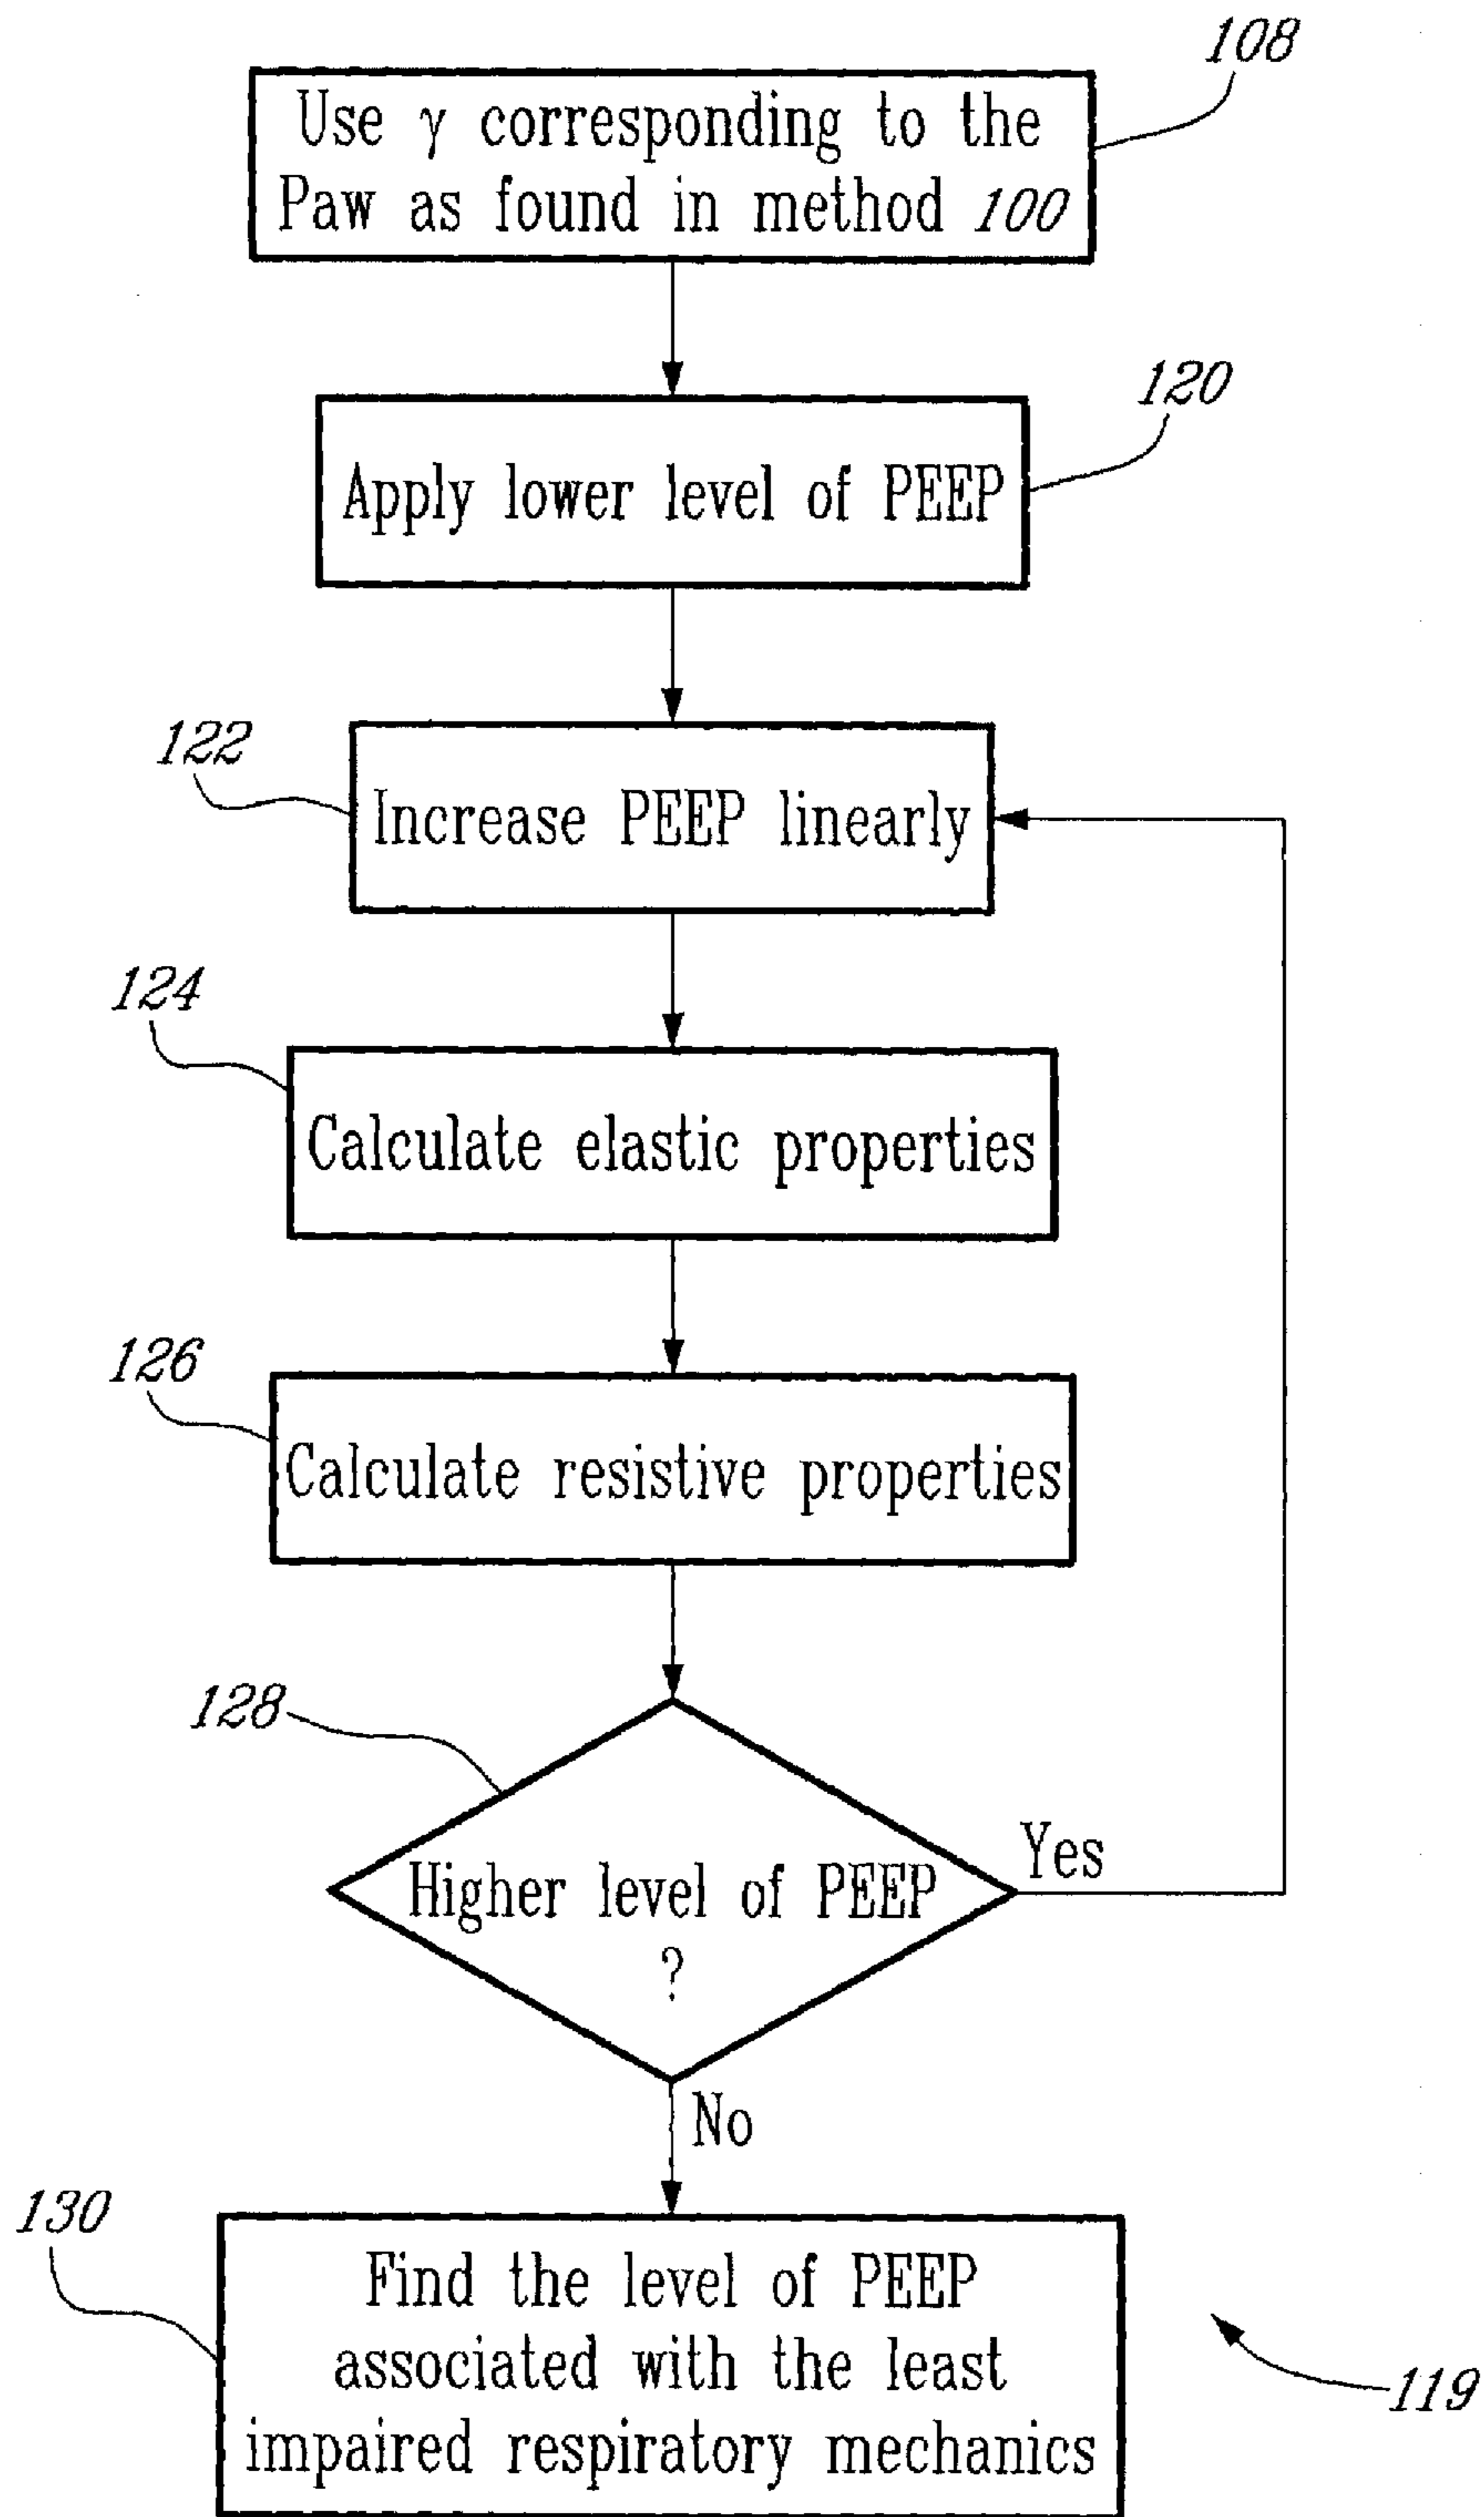 108
Use γ corresponding to the
Paw as found in method 100
120
Apply lower level of PEEP
122
Increase PEEP linearly
124
Calculate elastic properties
126
Calculate resistive properties
128
Higher level of PEEP
?
Yes
No
130
Find the level of PEEP
associated with the least
impaired respiratory mechanics
119